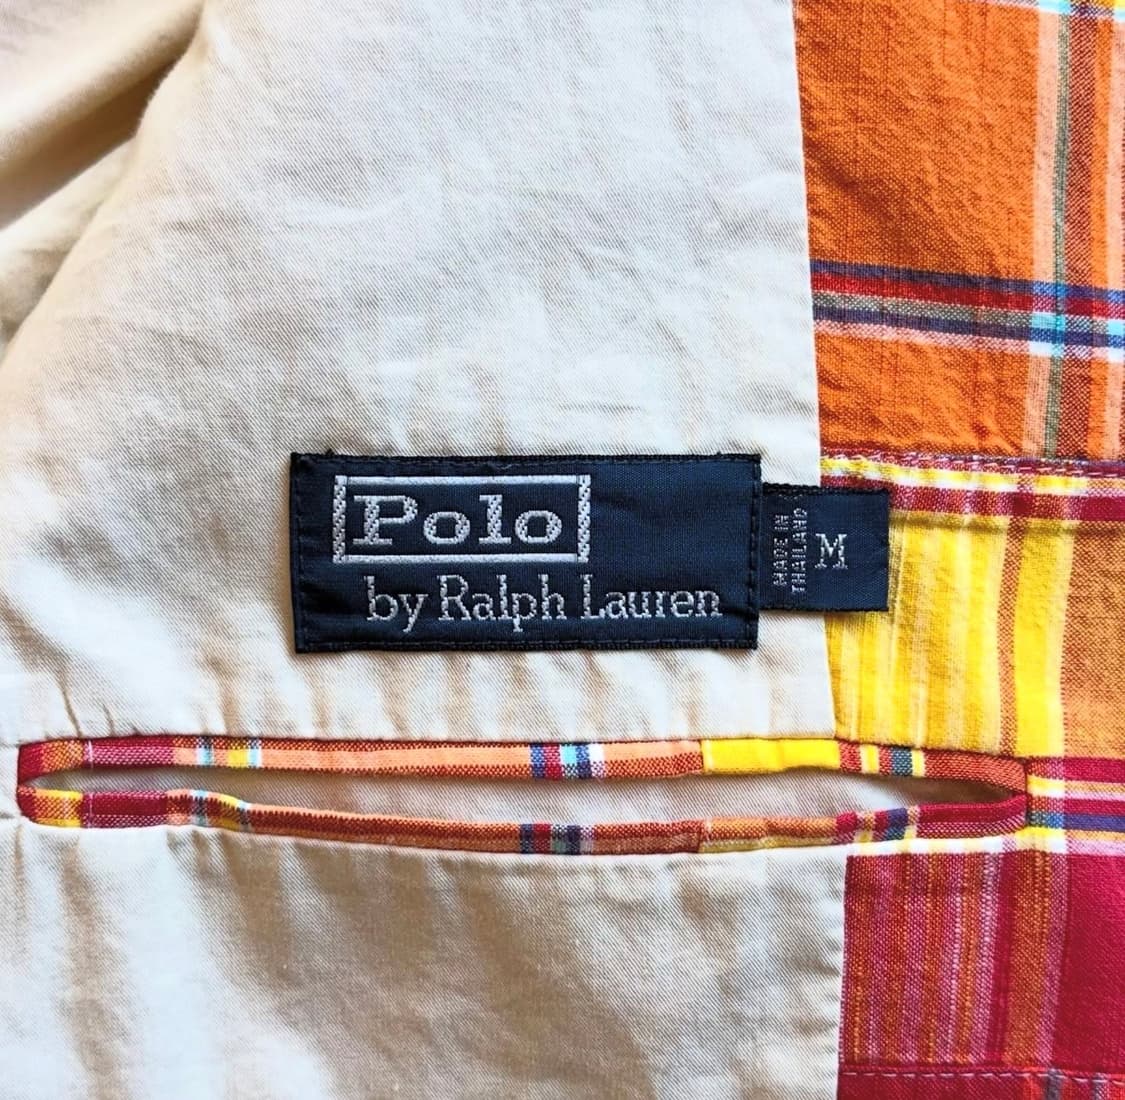 Polo
by Ralph Lauren
MADE IN
THAILAND
M